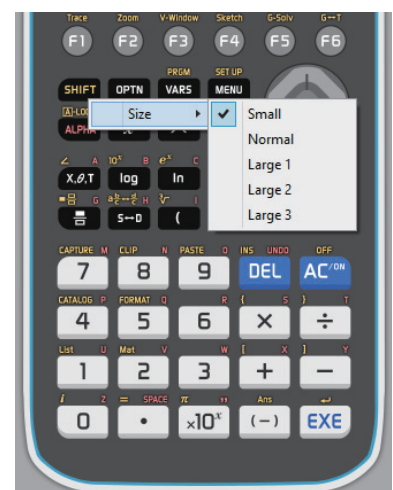 Trace Zoom V-Window Sketch G-Solv G↔T
F1 F2 F3 F4 F5 F6
PRGM SET UP
SHIFT OPTN VARS MENU
Size ✔ Small
ALPHA
Normal
∠ A 10ˣ B eˣ C
X,θ,T log ln
Large 1
Large 2
G H I
S↔D (
Large 3
CAPTURE M CLIP N PASTE O INS UNDO OFF
7 8 9 DEL AC/ON
CATALOG P FORMAT Q R { S } T
4 5 6 × ÷
List U Mat V W [ X ] Y
1 2 3 + −
i Z = SPACE π " Ans ↵
0 • ×10ˣ (−) EXE